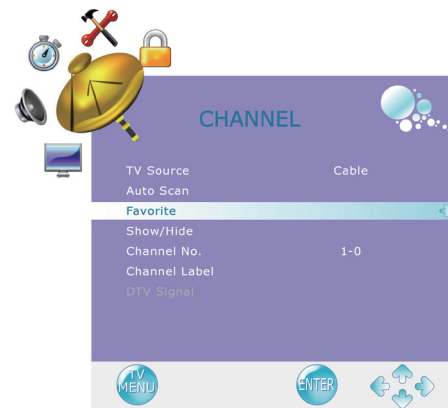 CHANNEL
TV Source Cable
Auto Scan
Favorite
Show/Hide
Channel No. 1-0
Channel Label
DTV Signal
TV
MENU
ENTER